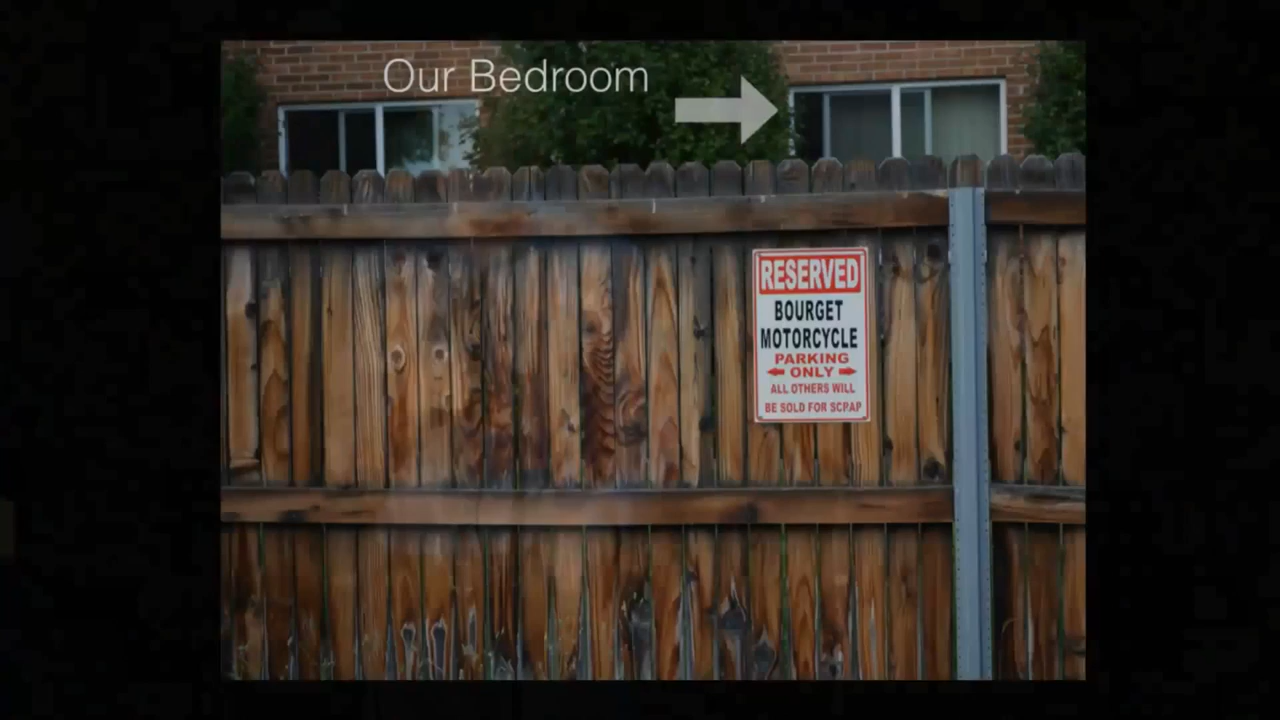 Our Bedroom
RESERVED
BOURGET
MOTORCYCLE
PARKING
ONLY
ALL OTHERS WILL
BE SOLD FOR SCRAP